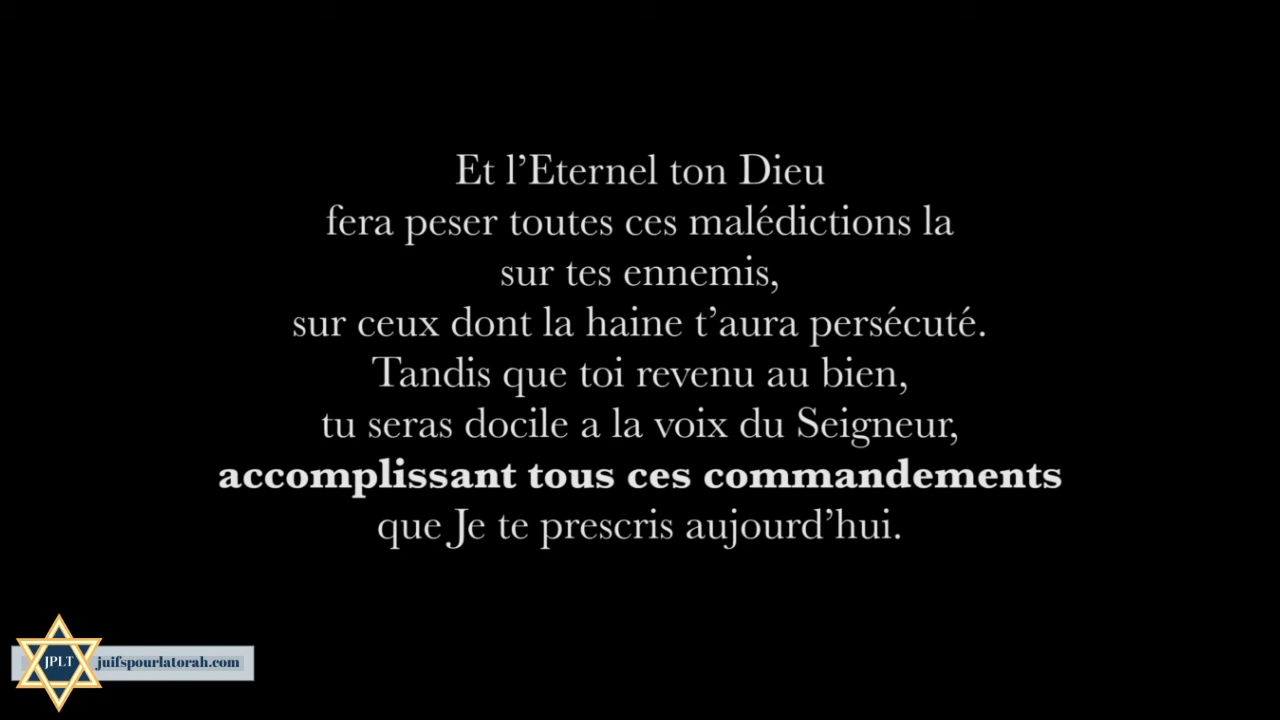 Et l’Eternel ton Dieu
fera peser toutes ces malédictions la
sur tes ennemis,
sur ceux dont la haine t’aura persécuté.
Tandis que toi revenu au bien,
tu seras docile a la voix du Seigneur,
accomplissant tous ces commandements
que Je te prescris aujourd’hui.
JPLT juifspourlatorah.com